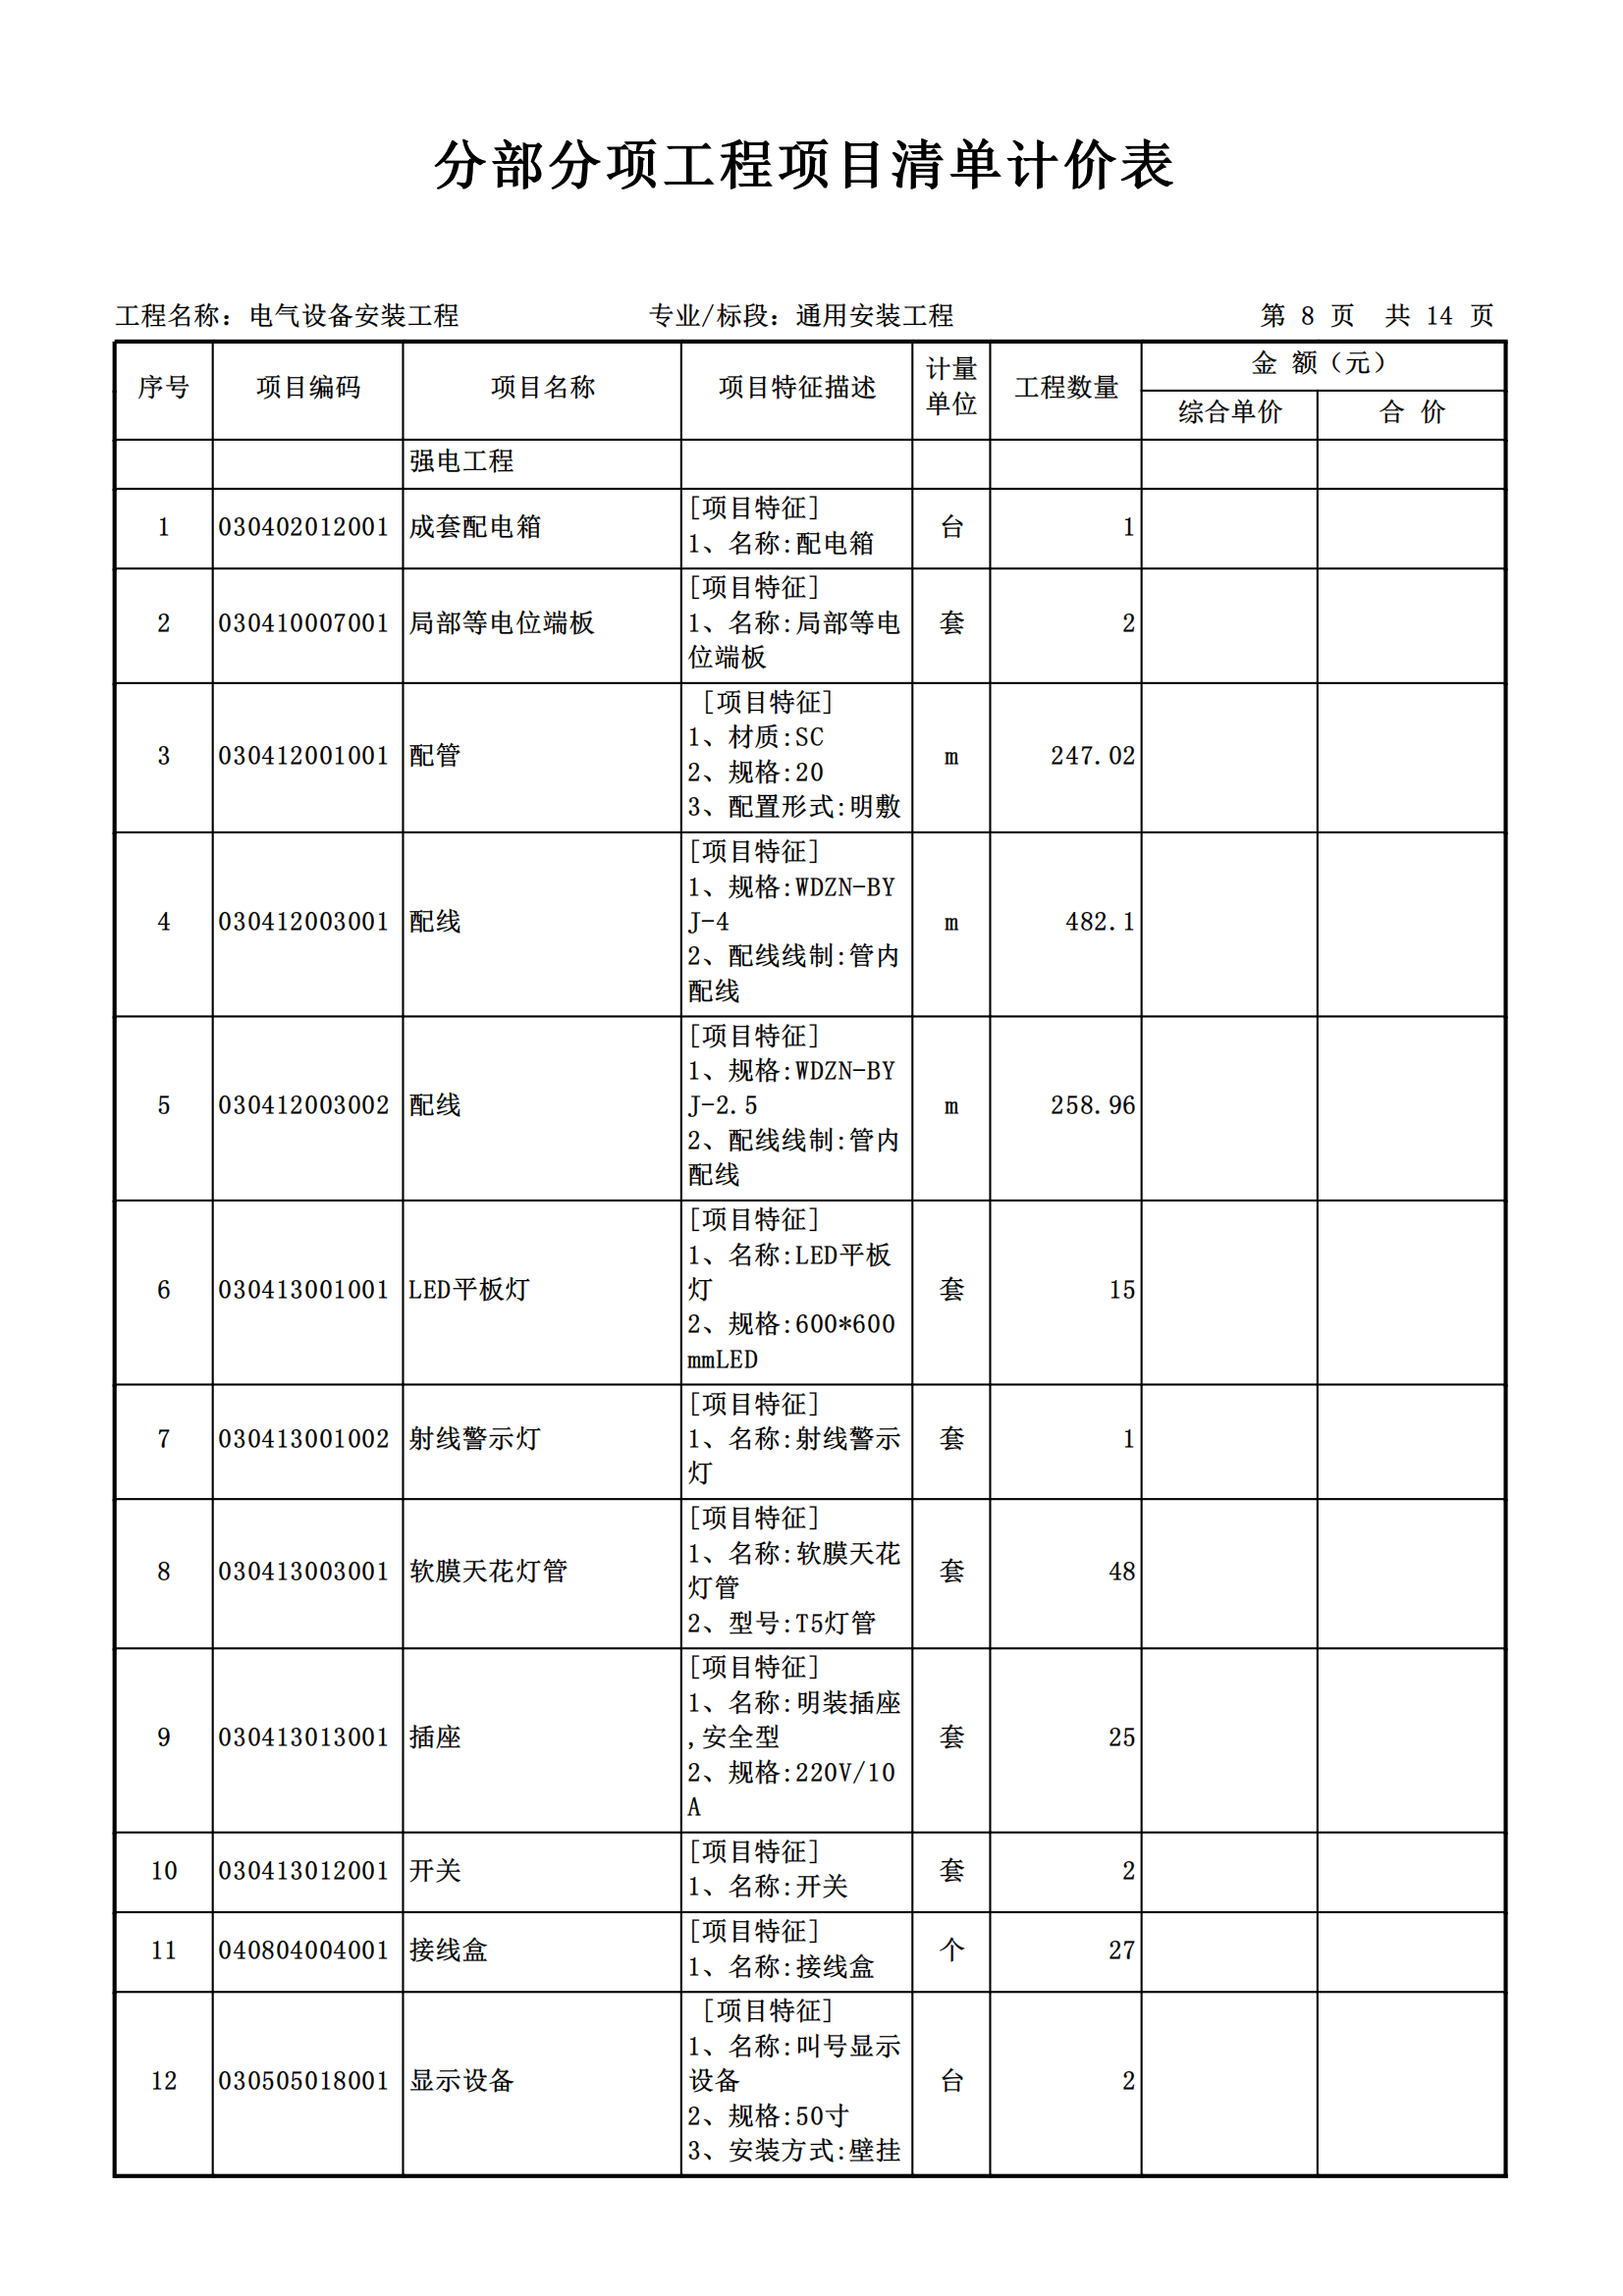 分部分项工程项目清单计价表
工程名称：电气设备安装工程 专业/标段：通用安装工程 第 8 页 共 14 页
序号 项目编码 项目名称 项目特征描述 计量单位 工程数量 金 额（元）
综合单价 合 价
强电工程
1 030402012001 成套配电箱 [项目特征]
1、名称:配电箱 台 1
2 030410007001 局部等电位端板 [项目特征]
1、名称:局部等电
位端板 套 2
3 030412001001 配管 [项目特征]
1、材质:SC
2、规格:20
3、配置形式:明敷 m 247.02
4 030412003001 配线 [项目特征]
1、规格:WDZN-BY
J-4
2、配线线制:管内
配线 m 482.1
5 030412003002 配线 [项目特征]
1、规格:WDZN-BY
J-2.5
2、配线线制:管内
配线 m 258.96
6 030413001001 LED平板灯 [项目特征]
1、名称:LED平板
灯
2、规格:600*600
mmLED 套 15
7 030413001002 射线警示灯 [项目特征]
1、名称:射线警示
灯 套 1
8 030413003001 软膜天花灯管 [项目特征]
1、名称:软膜天花
灯管
2、型号:T5灯管 套 48
9 030413013001 插座 [项目特征]
1、名称:明装插座
,安全型
2、规格:220V/10
A 套 25
10 030413012001 开关 [项目特征]
1、名称:开关 套 2
11 040804004001 接线盒 [项目特征]
1、名称:接线盒 个 27
12 030505018001 显示设备 [项目特征]
1、名称:叫号显示
设备
2、规格:50寸
3、安装方式:壁挂 台 2